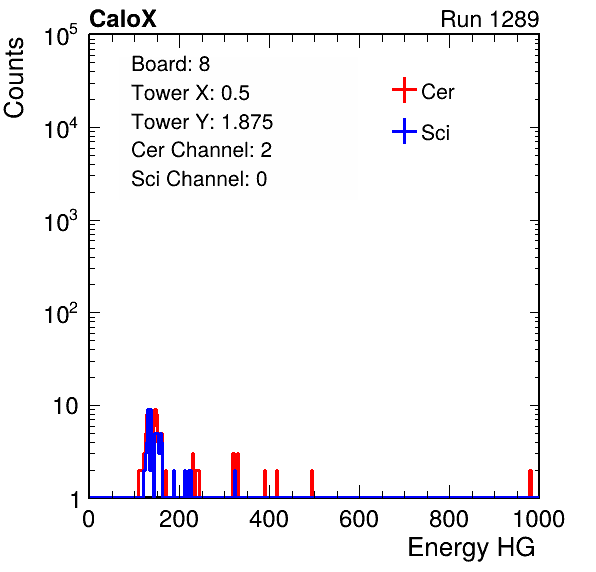 CaloX Run 1289
Counts
Board: 8
Tower X: 0.5
Tower Y: 1.875
Cer Channel: 2
Sci Channel: 0
Cer
Sci
10^5
10^4
10^3
10^2
10
1
0 200 400 600 800 1000
Energy HG